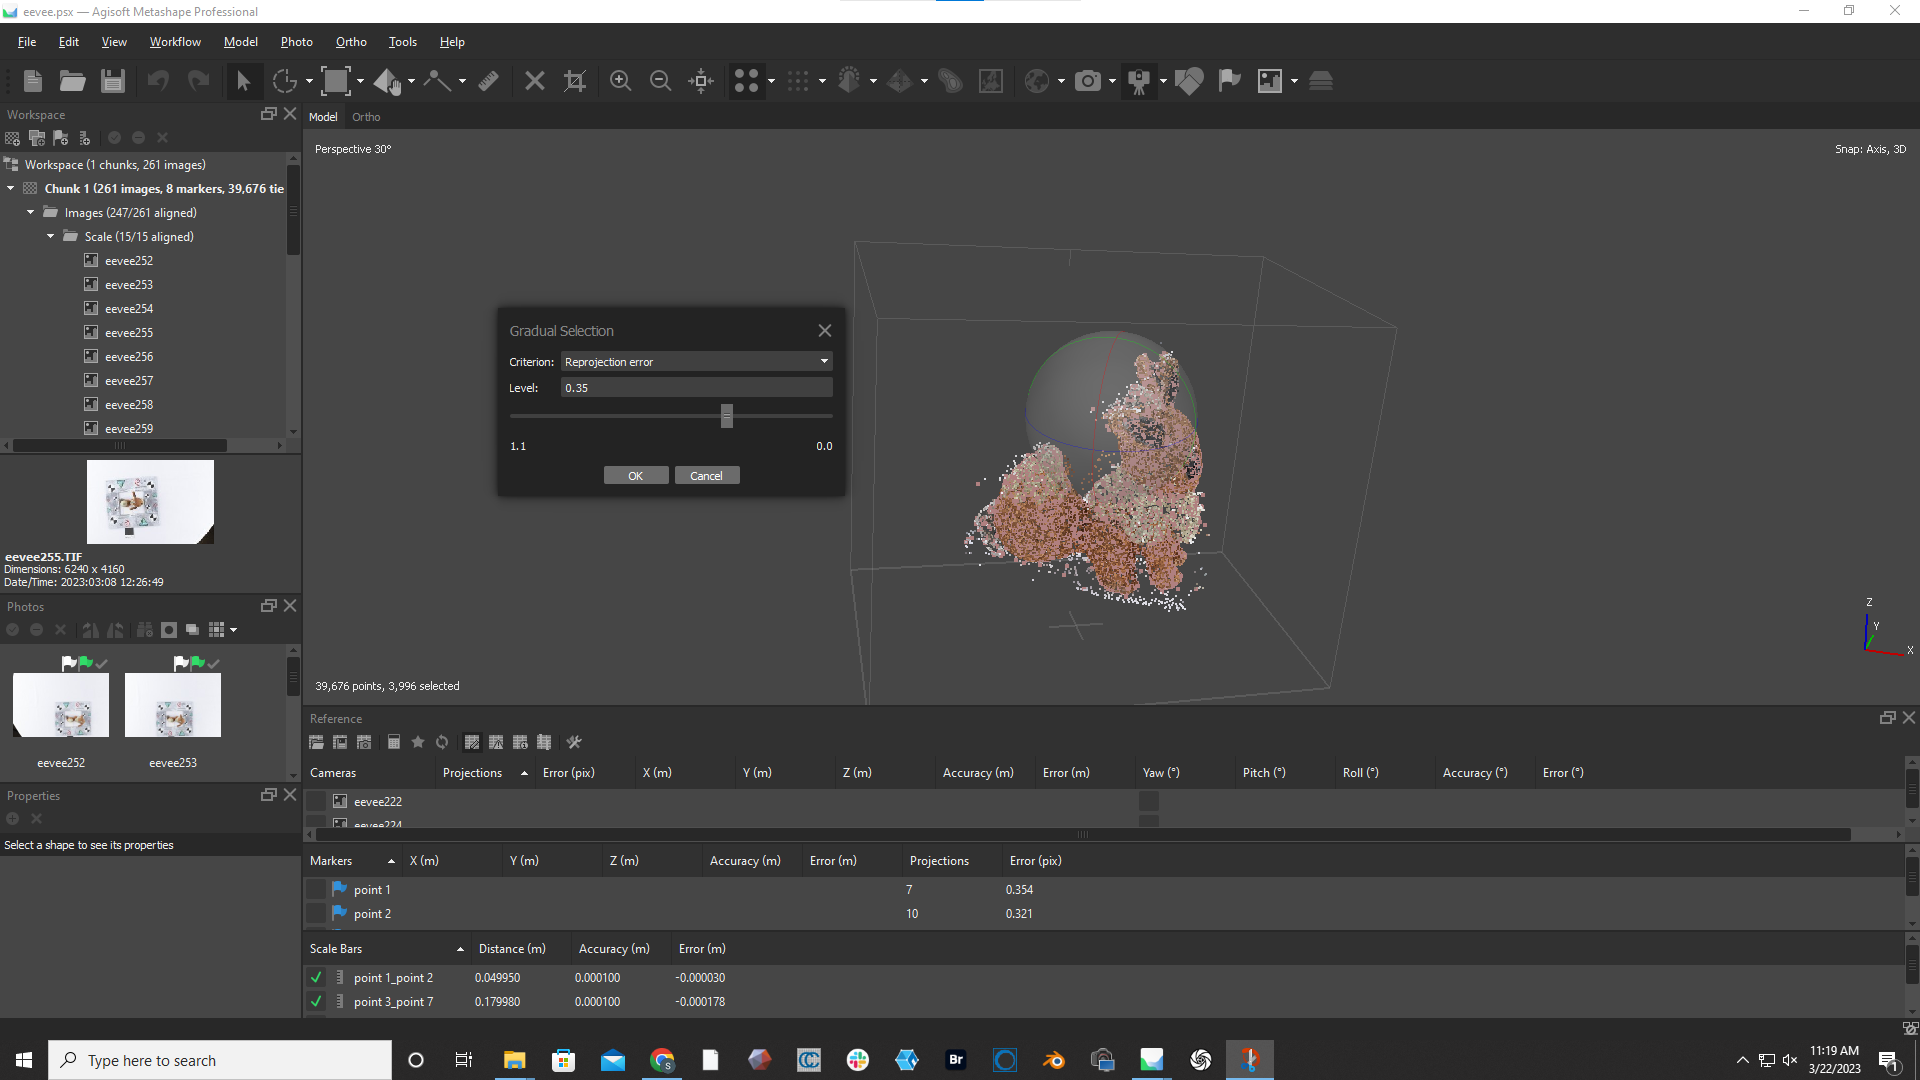 eevee.psx — Agisoft Metashape Professional
File Edit View Workflow Model Photo Ortho Tools Help
Workspace
Model Ortho
Perspective 30°
Snap: Axis, 3D
Workspace (1 chunks, 261 images)
Chunk 1 (261 images, 8 markers, 39,676 tie
Images (247/261 aligned)
Scale (15/15 aligned)
eevee252
eevee253
eevee254
eevee255
eevee256
eevee257
eevee258
eevee259
Gradual Selection
Criterion: Reprojection error
Level: 0.35
1.1 0.0
OK Cancel
eevee255.TIF
Dimensions: 6240 x 4160
Date/Time: 2023:03:08 12:26:49
Photos
eevee252 eevee253
Z
Y
X
39,676 points, 3,996 selected
Properties
Select a shape to see its properties
Reference
Cameras Projections Error (pix) X (m) Y (m) Z (m) Accuracy (m) Error (m) Yaw (°) Pitch (°) Roll (°) Accuracy (°) Error (°)
eevee222
eevee224
Markers X (m) Y (m) Z (m) Accuracy (m) Error (m) Projections Error (pix)
point 1 7 0.354
point 2 10 0.321
Scale Bars Distance (m) Accuracy (m) Error (m)
point 1_point 2 0.049950 0.000100 -0.000030
point 3_point 7 0.179980 0.000100 -0.000178
Type here to search
Br
S
11:19 AM
3/22/2023
1